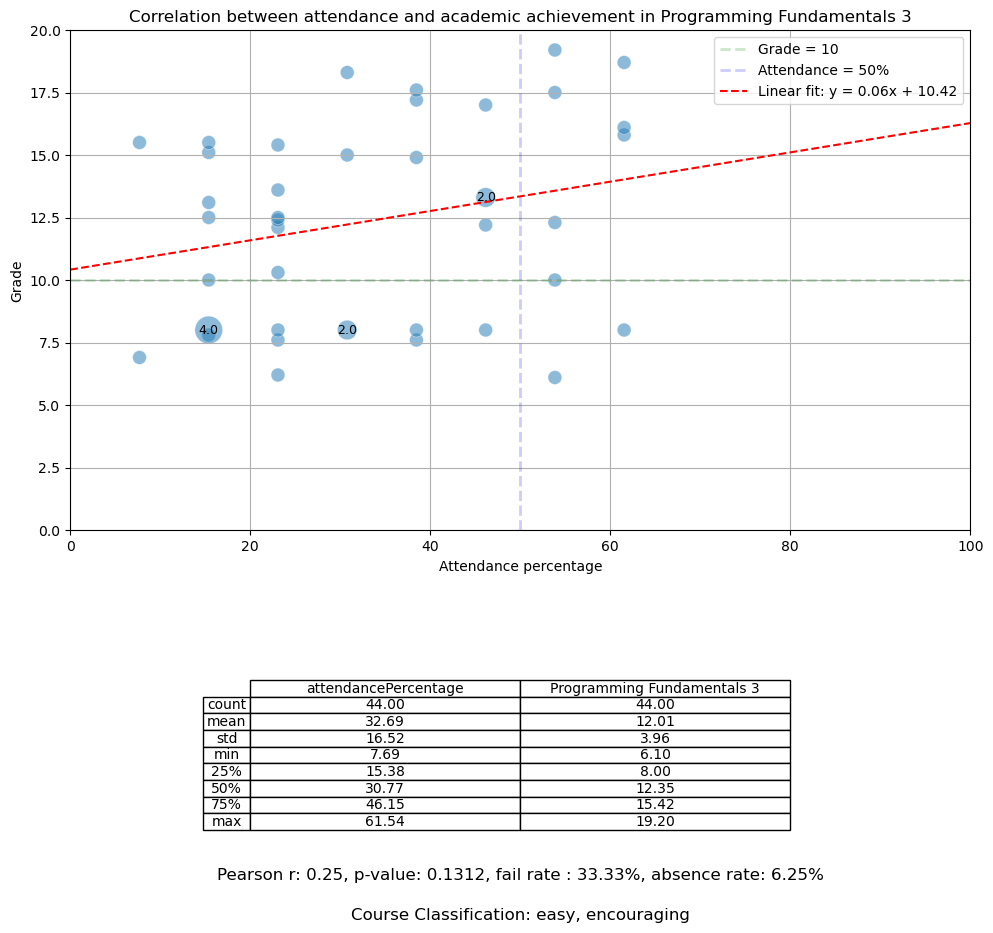 Correlation between attendance and academic achievement in Programming Fundamentals 3
Grade = 10
Attendance = 50%
Linear fit: y = 0.06x + 10.42
20.0
17.5
15.0
12.5
10.0
7.5
5.0
2.5
0.0
Grade
2.0
4.0
2.0
0 20 40 60 80 100
Attendance percentage
attendancePercentage Programming Fundamentals 3
count 44.00 44.00
mean 32.69 12.01
std 16.52 3.96
min 7.69 6.10
25% 15.38 8.00
50% 30.77 12.35
75% 46.15 15.42
max 61.54 19.20
Pearson r: 0.25, p-value: 0.1312, fail rate : 33.33%, absence rate: 6.25%
Course Classification: easy, encouraging